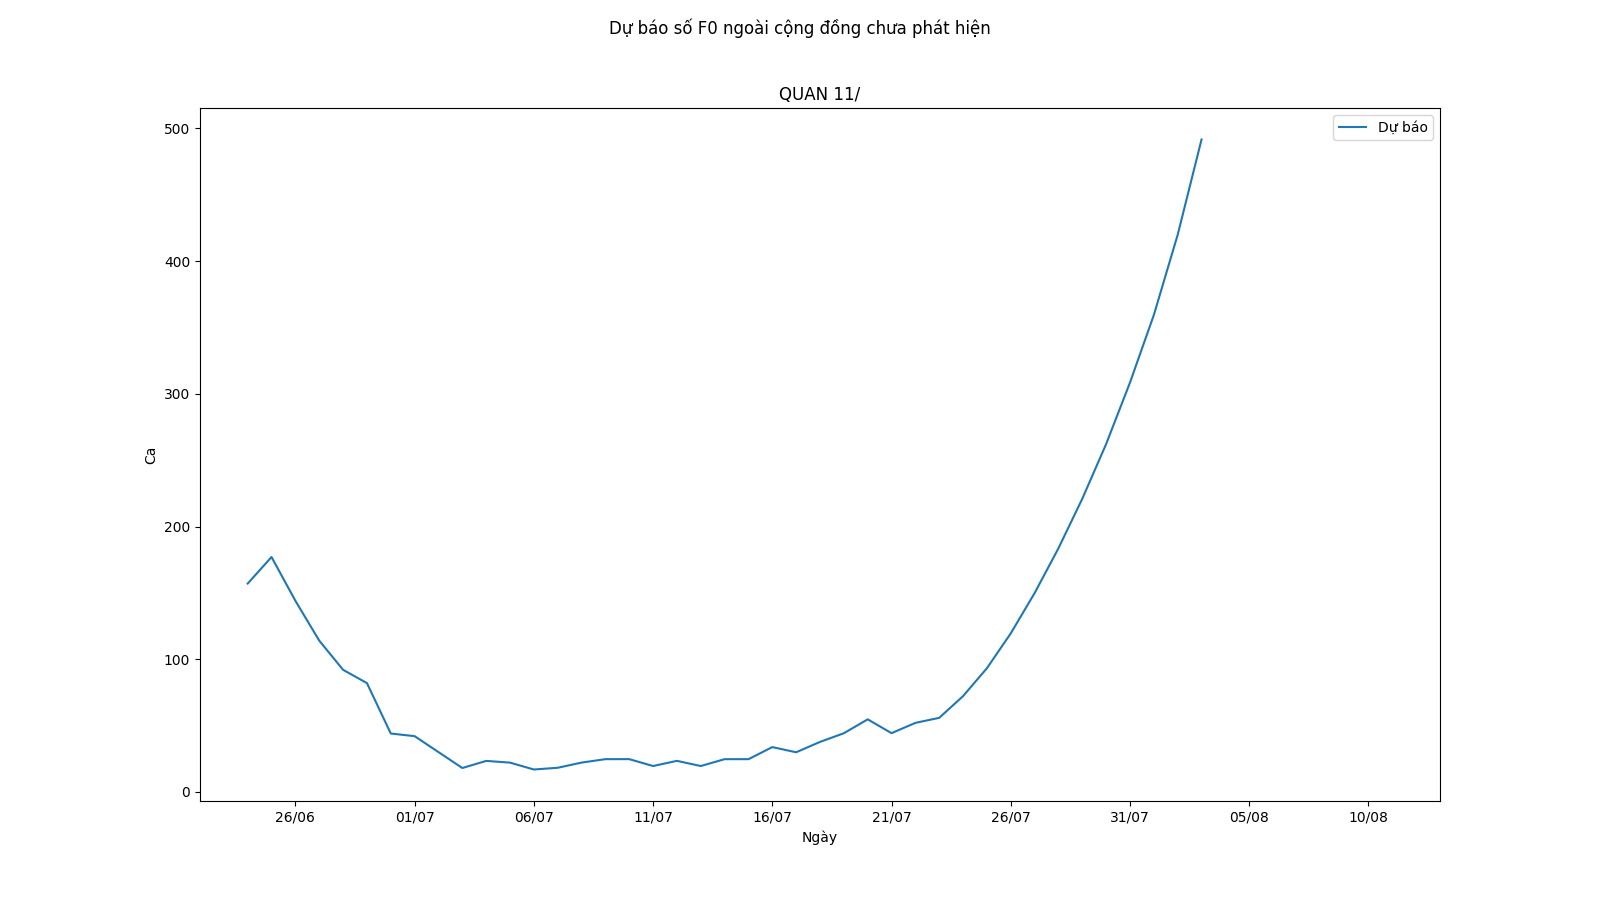 Dự báo số F0 ngoài cộng đồng chưa phát hiện
QUAN 11/
Dự báo
500
400
300
200
100
0
Ca
26/06 01/07 06/07 11/07 16/07 21/07 26/07 31/07 05/08 10/08
Ngày